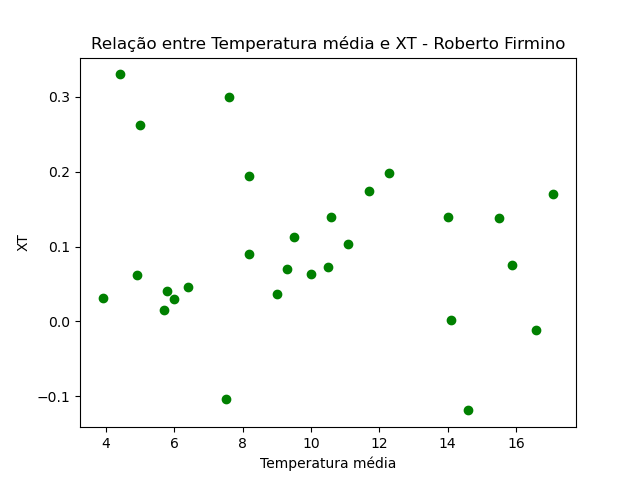 Relação entre Temperatura média e XT - Roberto Firmino
0.3
0.2
0.1
0.0
−0.1
XT
4 6 8 10 12 14 16
Temperatura média